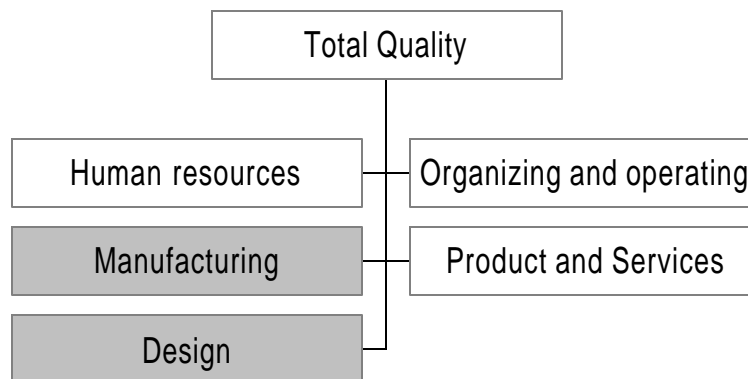 Total Quality
Human resources
Organizing and operating
Manufacturing
Product and Services
Design